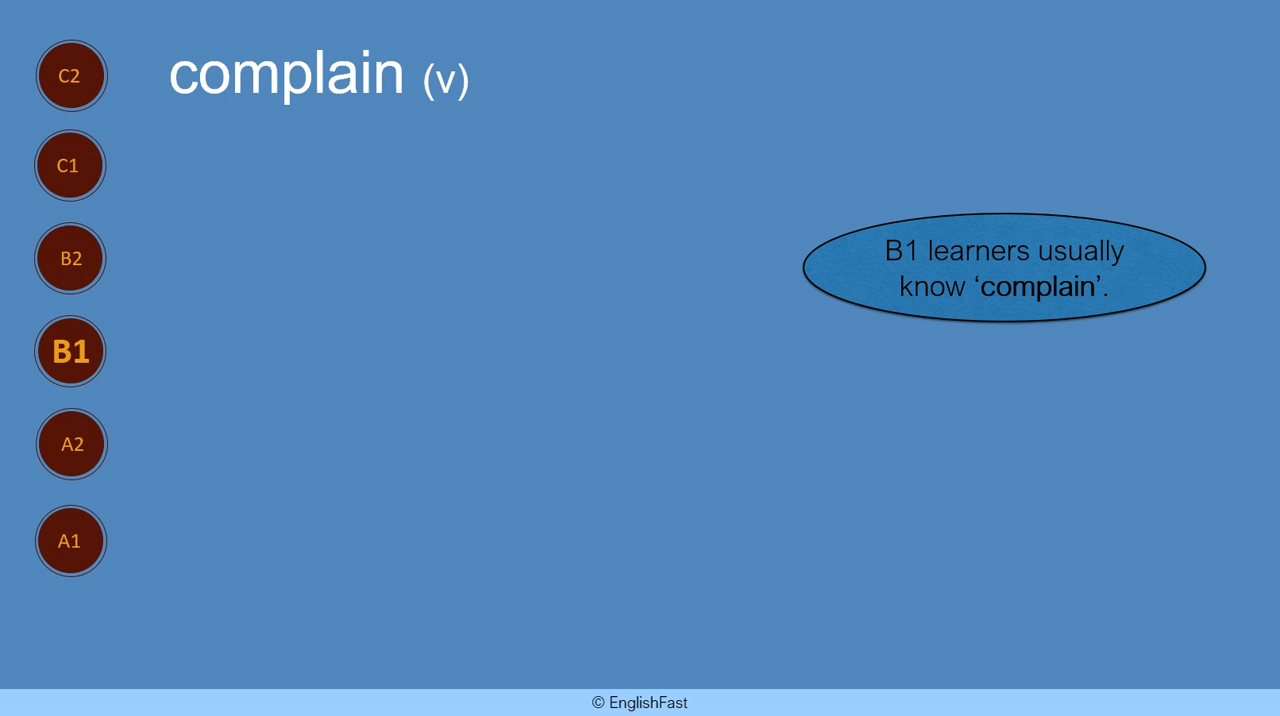 complain (v)
C2
C1
B2
B1
A2
A1
B1 learners usually
know ‘complain’.
© EnglishFast